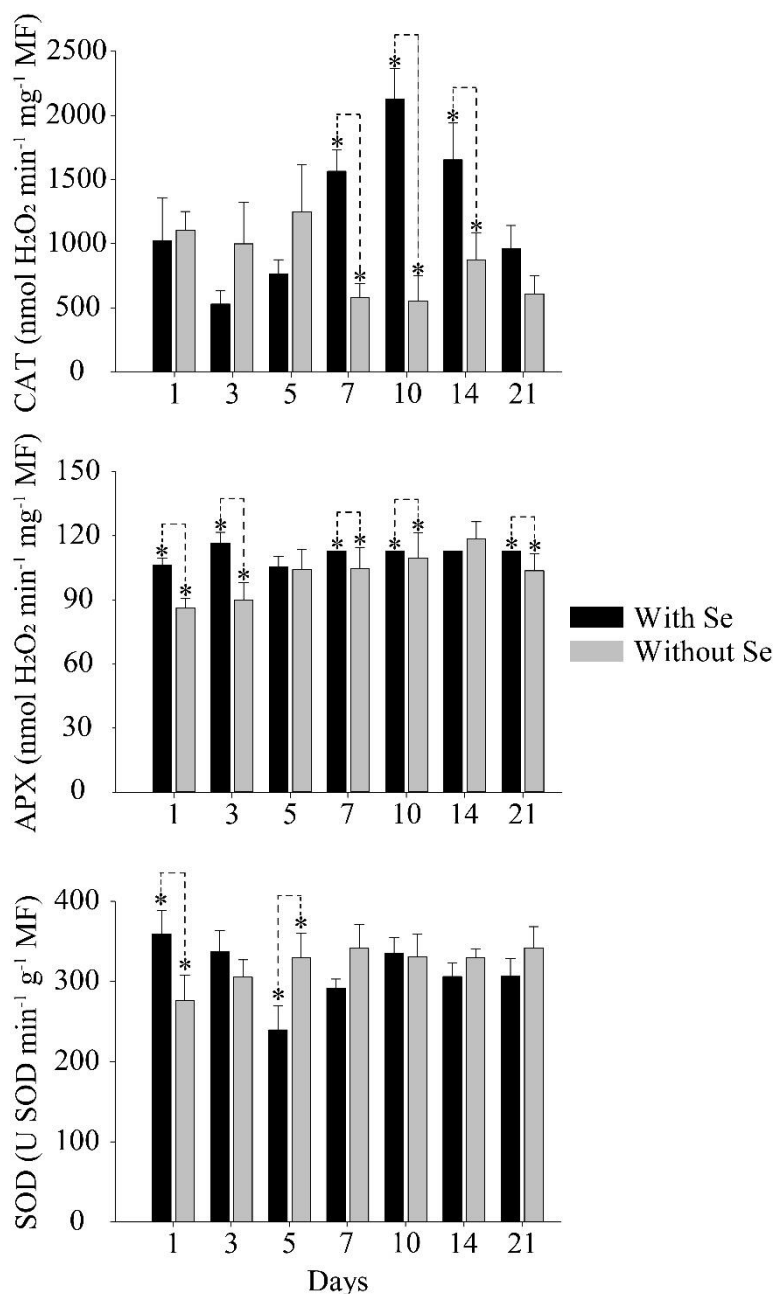 CAT (nmol H₂O₂ min⁻¹ mg⁻¹ MF)
2500
2000
1500
1000
500
0
* * * * * *
1 3 5 7 10 14 21
APX (nmol H₂O₂ min⁻¹ mg⁻¹ MF)
150
120
90
60
30
0
* * * * * * * * * *
1 3 5 7 10 14 21
With Se
Without Se
SOD (U SOD min⁻¹ g⁻¹ MF)
400
300
200
100
0
* * * *
1 3 5 7 10 14 21
Days